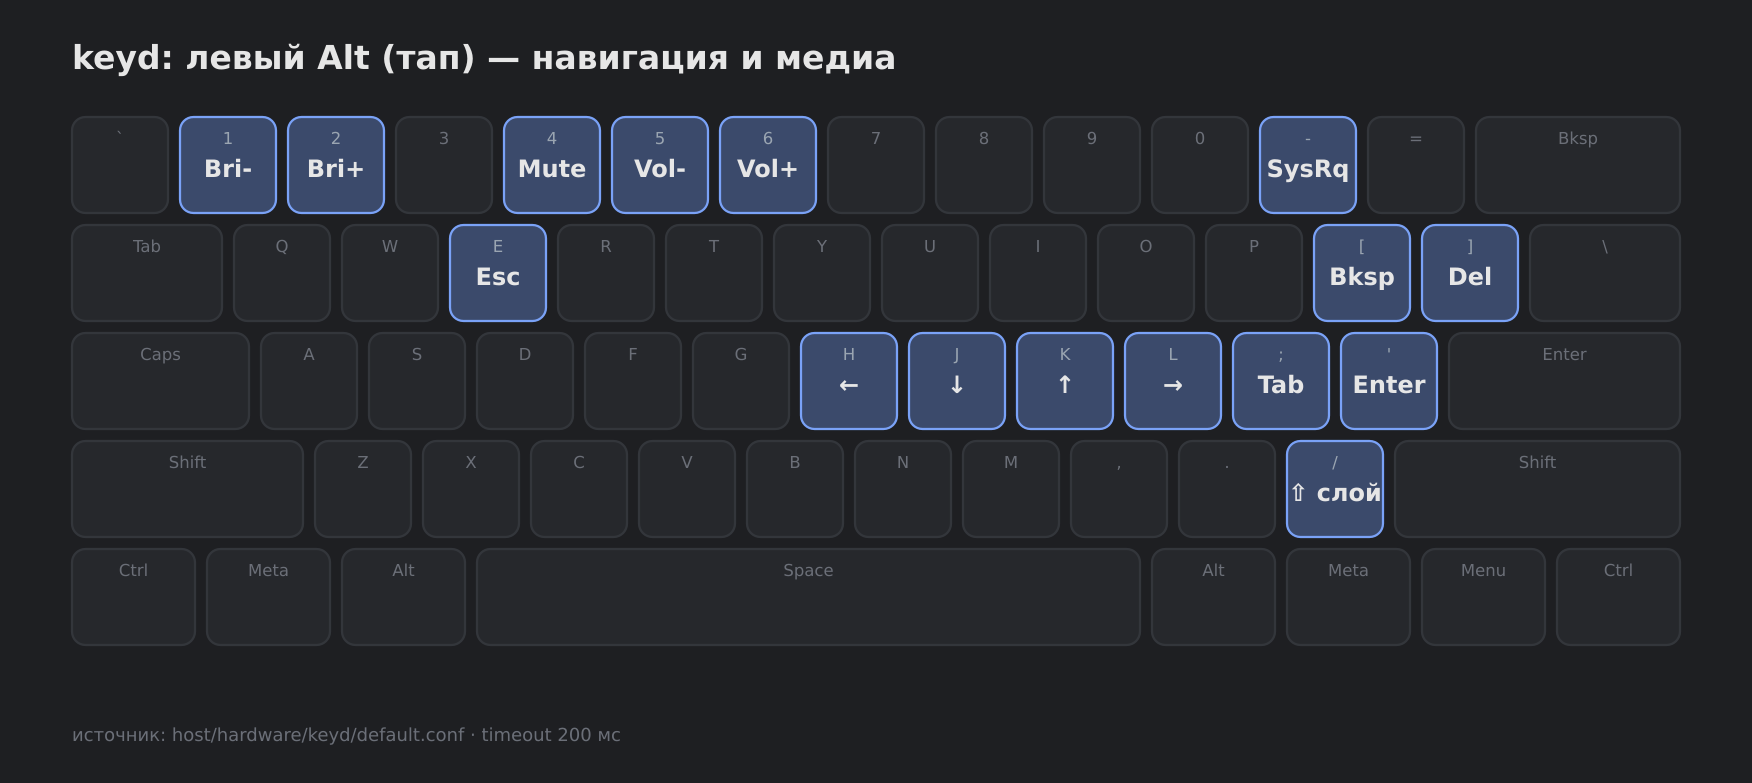 keyd: левый Alt (тап) — навигация и медиа
` 1 2 3 4 5 6 7 8 9 0 - = Bksp
Bri- Bri+ Mute Vol- Vol+ SysRq
Tab Q W E R T Y U I O P [ ] \
Esc Bksp Del
Caps A S D F G H J K L ; ' Enter
← ↓ ↑ → Tab Enter
Shift Z X C V B N M , . / Shift
⇧ слой
Ctrl Meta Alt Space Alt Meta Menu Ctrl
источник: host/hardware/keyd/default.conf · timeout 200 мс